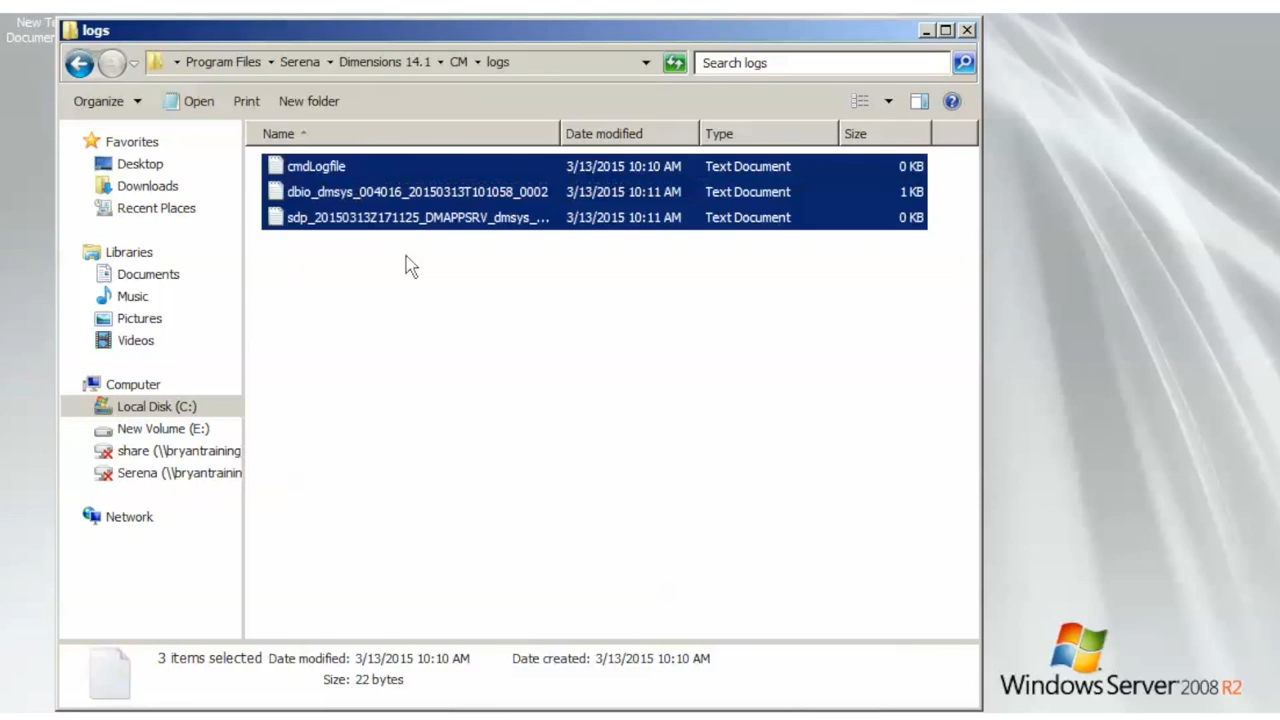 New Te
Documen
logs
Program Files Serena Dimensions 14.1 CM logs
Search logs
Organize Open Print New folder
Name Date modified Type Size
cmdLogfile 3/13/2015 10:10 AM Text Document 0 KB
dbio_dmsys_004016_20150313T101058_0002 3/13/2015 10:11 AM Text Document 1 KB
sdp_20150313Z171125_DMAPPSRV_dmsys_... 3/13/2015 10:11 AM Text Document 0 KB
Favorites
Desktop
Downloads
Recent Places
Libraries
Documents
Music
Pictures
Videos
Computer
Local Disk (C:)
New Volume (E:)
share (\\bryantraining
Serena (\\bryantrainin
Network
3 items selected Date modified: 3/13/2015 10:10 AM Date created: 3/13/2015 10:10 AM
Size: 22 bytes
Windows Server 2008 R2